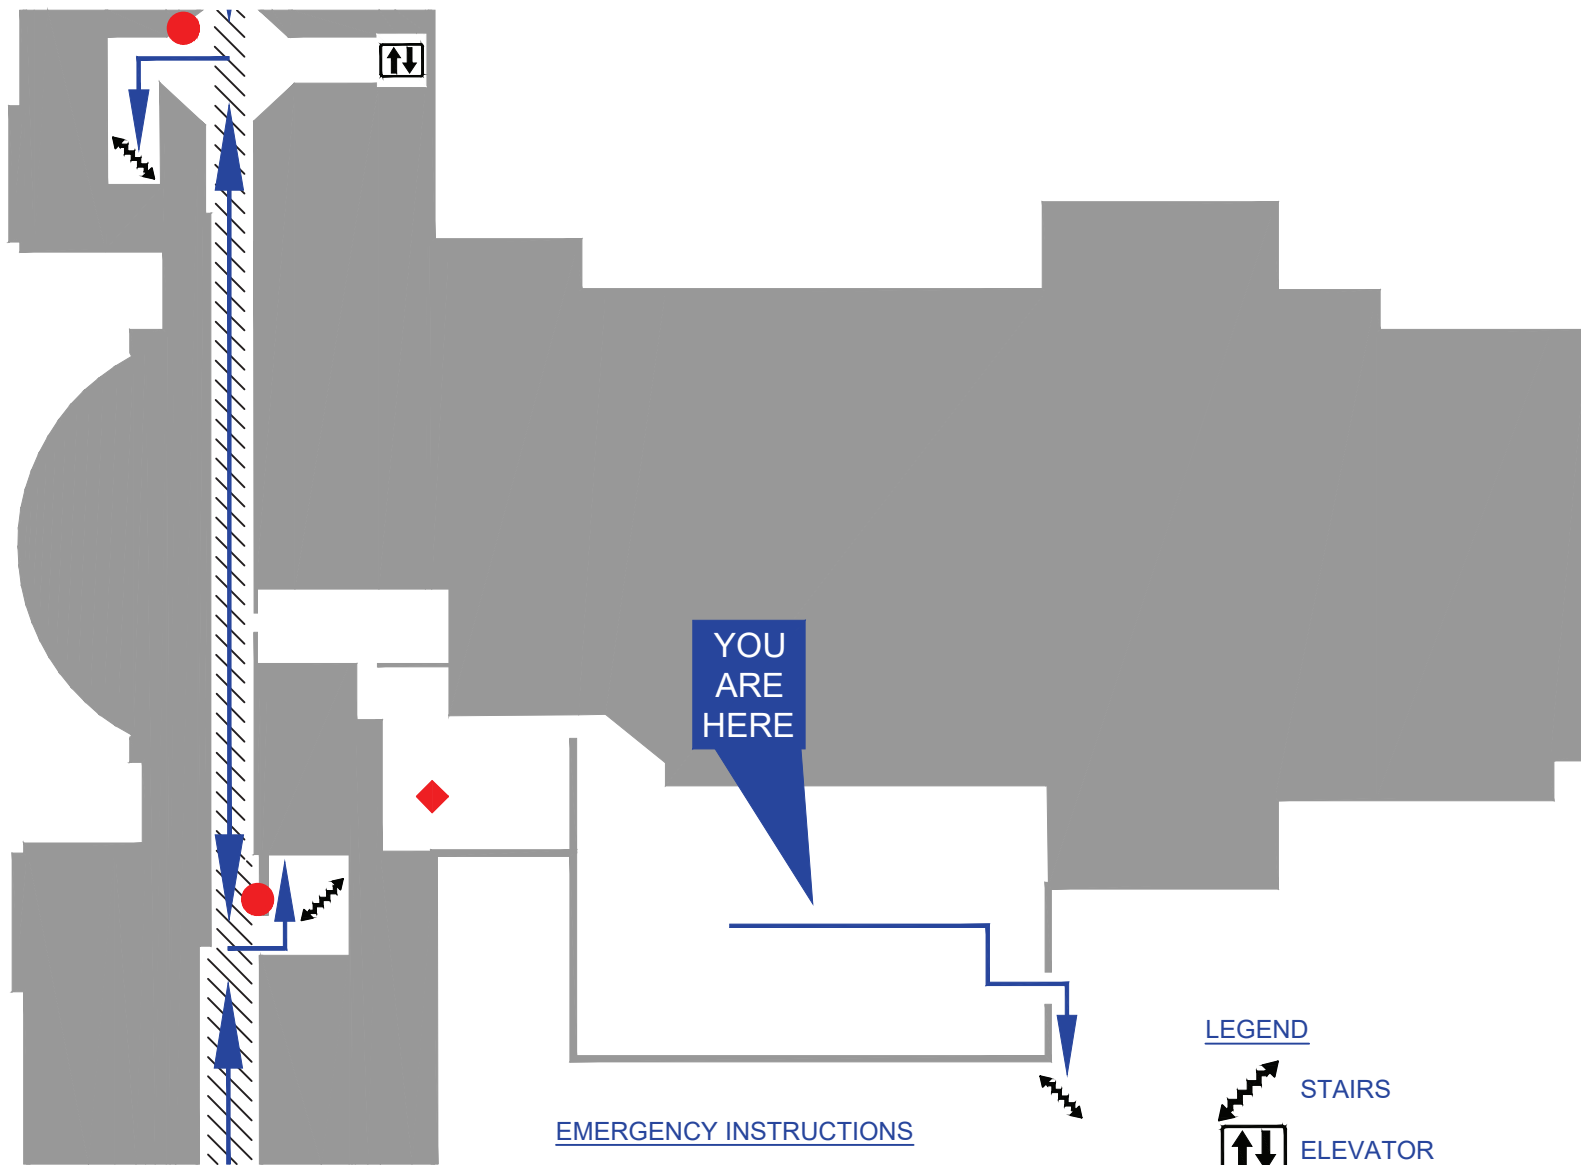 YOU
ARE
HERE
LEGEND
STAIRS
EMERGENCY INSTRUCTIONS
ELEVATOR